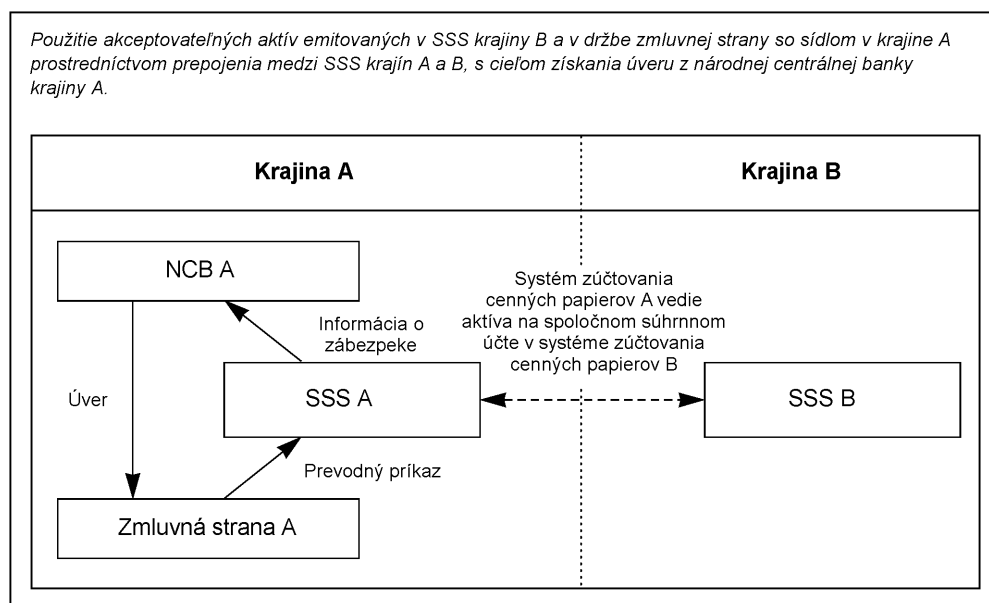 Použitie akceptovateľných aktív emitovaných v SSS krajiny B a v držbe zmluvnej strany so sídlom v krajine A
prostredníctvom prepojenia medzi SSS krajín A a B, s cieľom získania úveru z národnej centrálnej banky
krajiny A.
Krajina A
Krajina B
NCB A
Systém zúčtovania
cenných papierov A vedie
aktíva na spoločnom súhrnnom
účte v systéme zúčtovania
cenných papierov B
Informácia o
zábezpeke
Úver
SSS A
SSS B
Prevodný príkaz
Zmluvná strana A